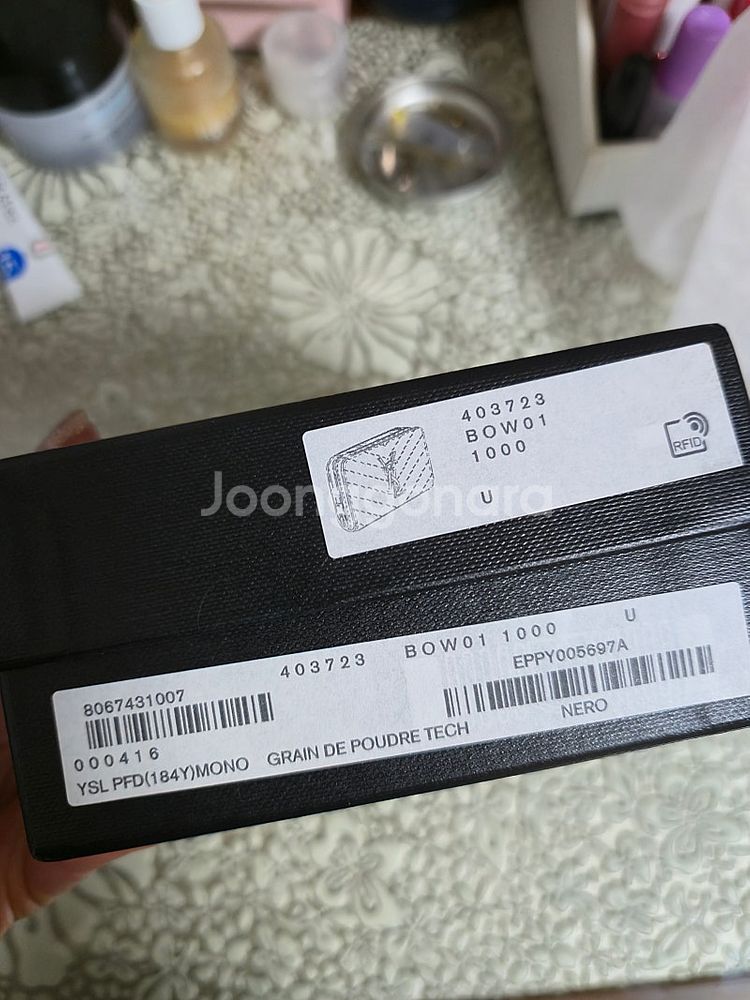 403723
BOW01
1000
U
RFID
Joonggonara
403723 BOW01 1000 U
8067431007
EPPY005697A
000416
NERO
YSL PFD(184Y)MONO GRAIN DE POUDRE TECH